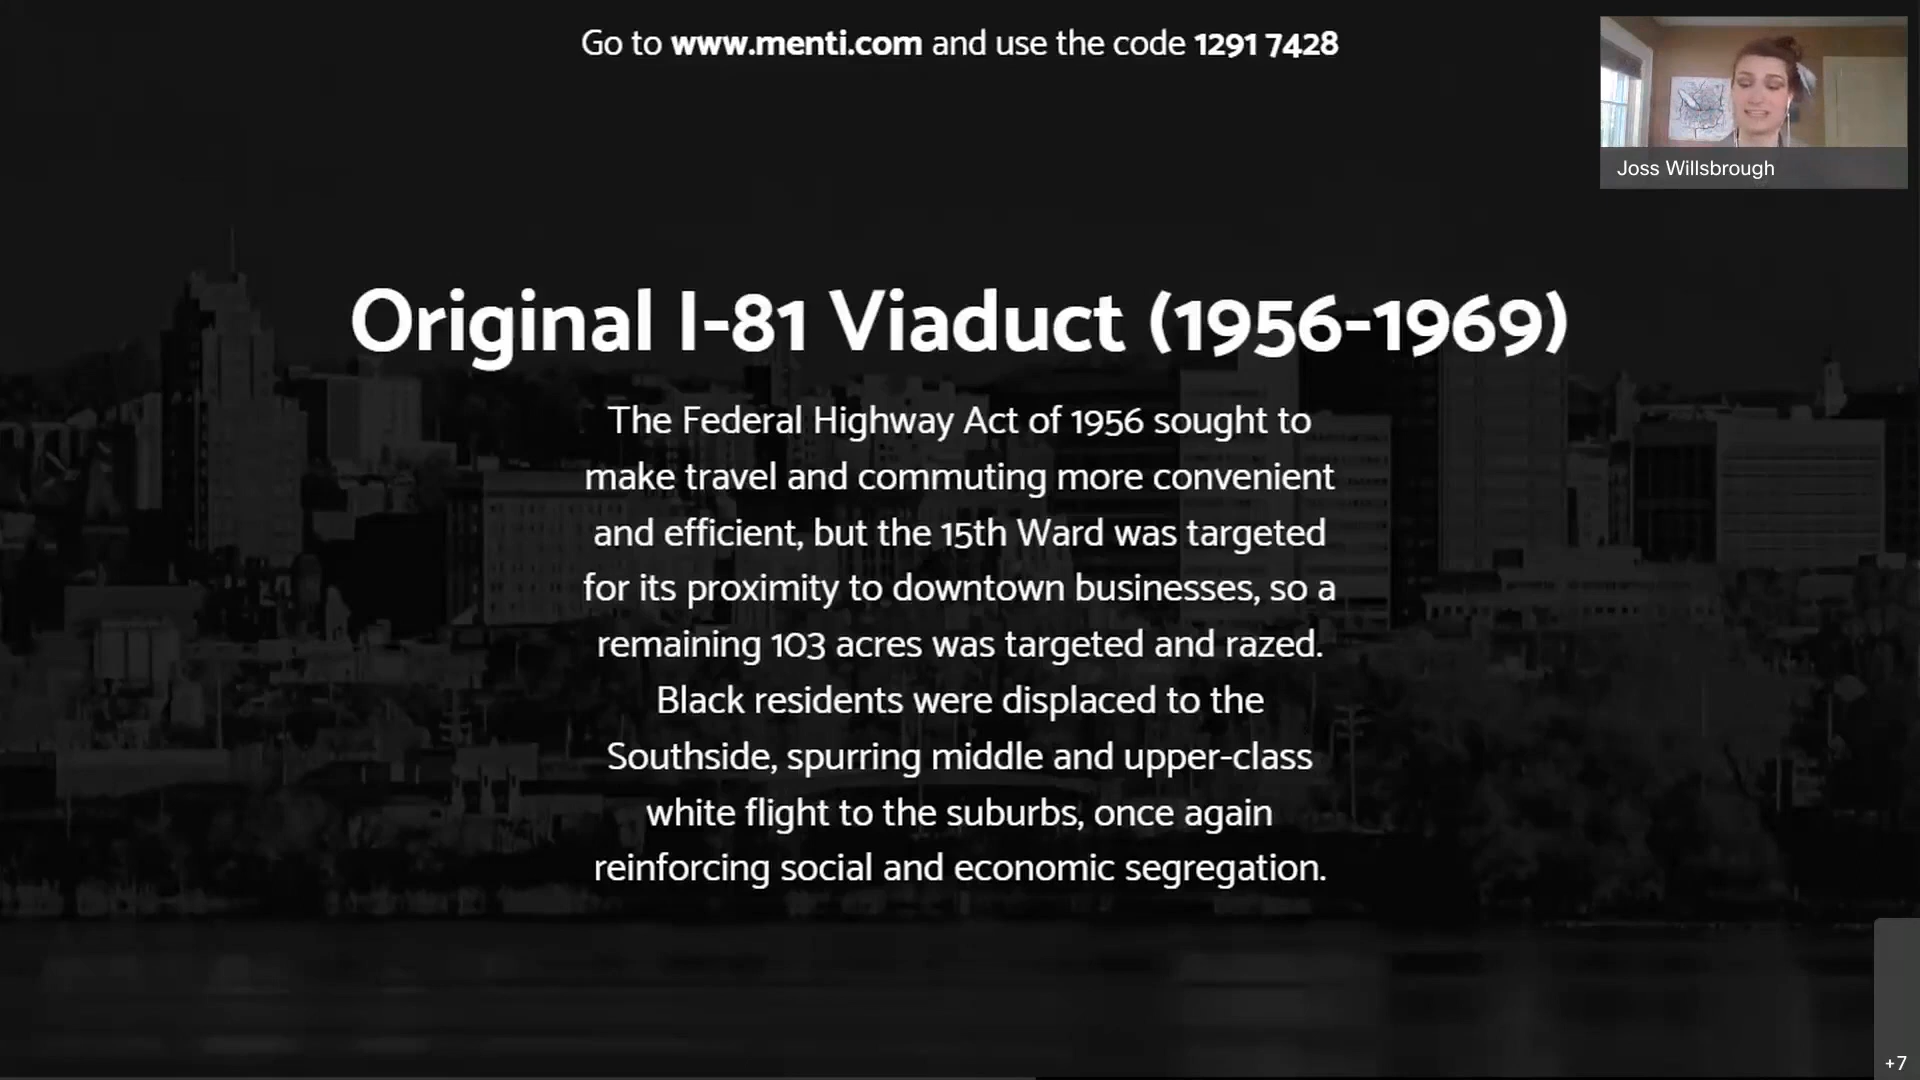 Go to www.menti.com and use the code 1291 7428
Joss Willsbrough
Original I-81 Viaduct (1956-1969)
The Federal Highway Act of 1956 sought to
make travel and commuting more convenient
and efficient, but the 15th Ward was targeted
for its proximity to downtown businesses, so a
remaining 103 acres was targeted and razed.
Black residents were displaced to the
Southside, spurring middle and upper-class
white flight to the suburbs, once again
reinforcing social and economic segregation.
+7